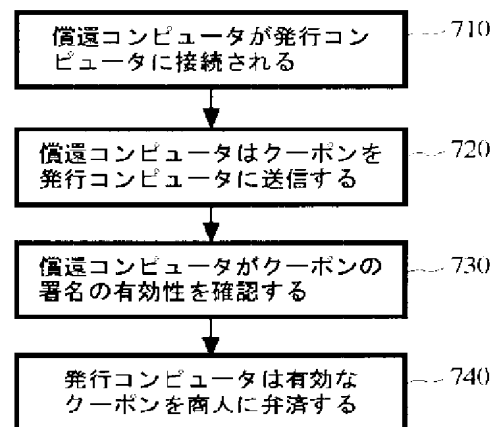 償還コンピュータが発行コン
ピュータに接続される
710
償還コンピュータはクーポンを
発行コンピュータに送信する
720
償還コンピュータがクーポンの
署名の有効性を確認する
730
発行コンピュータは有効な
クーポンを商人に弁済する
740